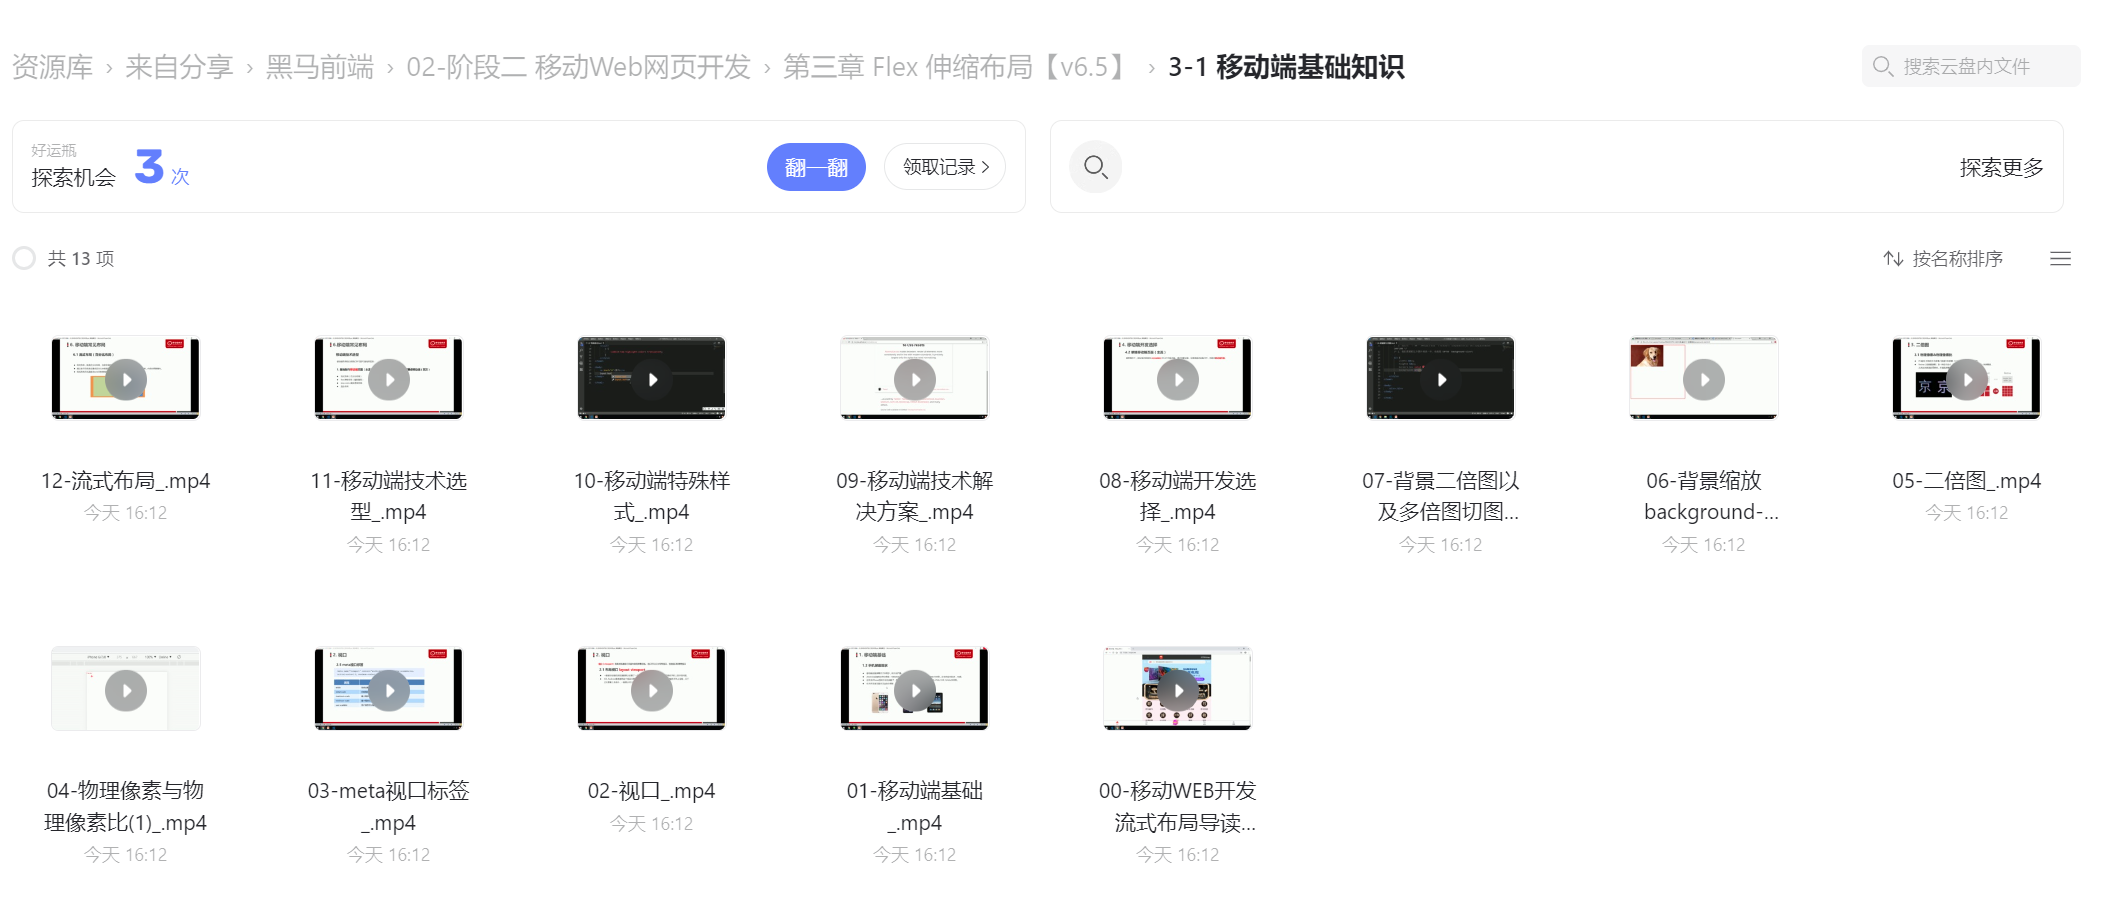 资源库 › 来自分享 › 黑马前端 › 02-阶段二 移动Web网页开发 › 第三章 Flex 伸缩布局【v6.5】 › 3-1 移动端基础知识
搜索云盘内文件
好运瓶
探索机会 3 次
翻一翻
领取记录 >
探索更多
共 13 项
按名称排序
12-流式布局_.mp4
今天 16:12
11-移动端技术选
型_.mp4
今天 16:12
10-移动端特殊样
式_.mp4
今天 16:12
09-移动端技术解
决方案_.mp4
今天 16:12
08-移动端开发选
择_.mp4
今天 16:12
07-背景二倍图以
及多倍图切图...
今天 16:12
06-背景缩放
background-...
今天 16:12
05-二倍图_.mp4
今天 16:12
04-物理像素与物
理像素比(1)_.mp4
今天 16:12
03-meta视口标签
_.mp4
今天 16:12
02-视口_.mp4
今天 16:12
01-移动端基础
_.mp4
今天 16:12
00-移动WEB开发
流式布局导读...
今天 16:12